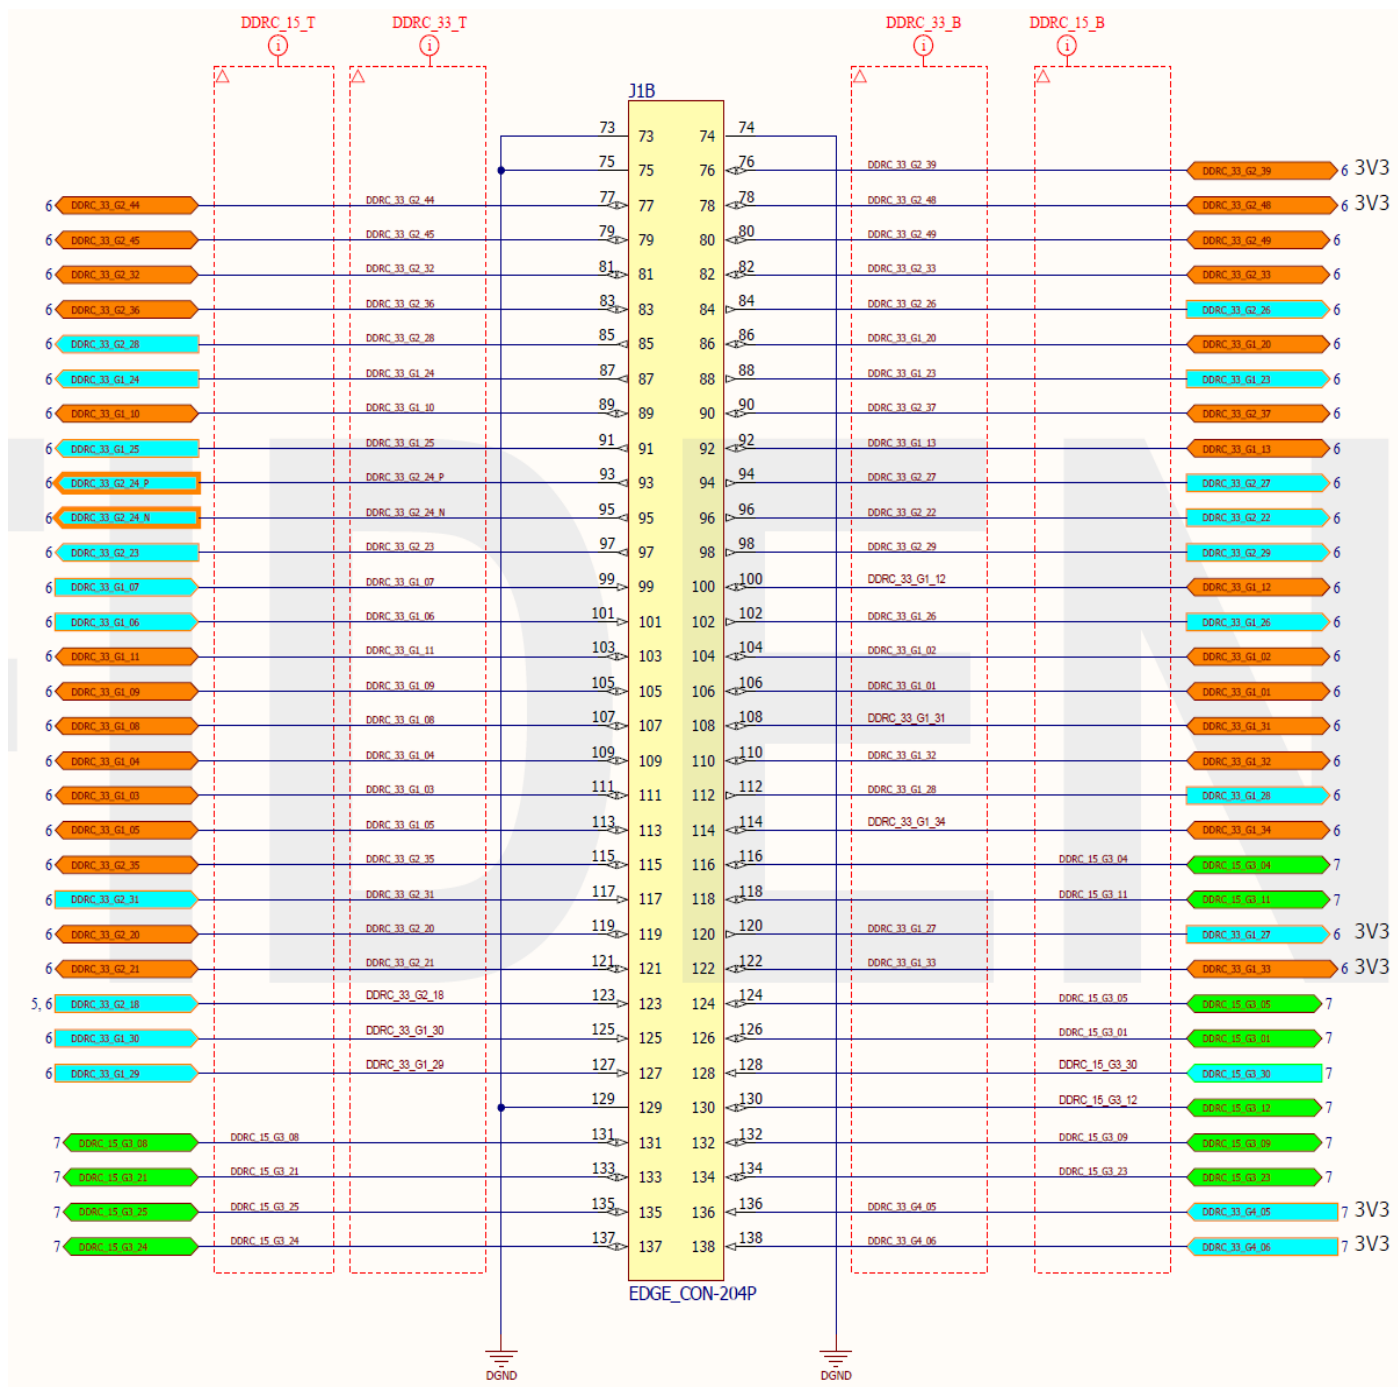 DDRC_15_T DDRC_33_T DDRC_33_B DDRC_15_B
i i i i
J1B
73 73 74 74
75 75 76 76 DDRC_33_G2_39 DDRC_33_G2_39 6 3V3
6 DDRC_33_G2_44 DDRC_33_G2_44 77 77 78 78 DDRC_33_G2_48 DDRC_33_G2_48 6 3V3
6 DDRC_33_G2_45 DDRC_33_G2_45 79 79 80 80 DDRC_33_G2_49 DDRC_33_G2_49 6
6 DDRC_33_G2_32 DDRC_33_G2_32 81 81 82 82 DDRC_33_G2_33 DDRC_33_G2_33 6
6 DDRC_33_G2_36 DDRC_33_G2_36 83 83 84 84 DDRC_33_G2_26 DDRC_33_G2_26 6
6 DDRC_33_G2_28 DDRC_33_G2_28 85 85 86 86 DDRC_33_G1_20 DDRC_33_G1_20 6
6 DDRC_33_G1_24 DDRC_33_G1_24 87 87 88 88 DDRC_33_G1_23 DDRC_33_G1_23 6
6 DDRC_33_G1_10 DDRC_33_G1_10 89 89 90 90 DDRC_33_G2_37 DDRC_33_G2_37 6
6 DDRC_33_G1_25 DDRC_33_G1_25 91 91 92 92 DDRC_33_G1_13 DDRC_33_G1_13 6
6 DDRC_33_G2_24_P DDRC_33_G2_24_P 93 93 94 94 DDRC_33_G2_27 DDRC_33_G2_27 6
6 DDRC_33_G2_24_N DDRC_33_G2_24_N 95 95 96 96 DDRC_33_G2_22 DDRC_33_G2_22 6
6 DDRC_33_G2_23 DDRC_33_G2_23 97 97 98 98 DDRC_33_G2_29 DDRC_33_G2_29 6
6 DDRC_33_G1_07 DDRC_33_G1_07 99 99 100 100 DDRC_33_G1_12 DDRC_33_G1_12 6
6 DDRC_33_G1_06 DDRC_33_G1_06 101 101 102 102 DDRC_33_G1_26 DDRC_33_G1_26 6
6 DDRC_33_G1_11 DDRC_33_G1_11 103 103 104 104 DDRC_33_G1_02 DDRC_33_G1_02 6
6 DDRC_33_G1_09 DDRC_33_G1_09 105 105 106 106 DDRC_33_G1_01 DDRC_33_G1_01 6
6 DDRC_33_G1_08 DDRC_33_G1_08 107 107 108 108 DDRC_33_G1_31 DDRC_33_G1_31 6
6 DDRC_33_G1_04 DDRC_33_G1_04 109 109 110 110 DDRC_33_G1_32 DDRC_33_G1_32 6
6 DDRC_33_G1_03 DDRC_33_G1_03 111 111 112 112 DDRC_33_G1_28 DDRC_33_G1_28 6
6 DDRC_33_G1_05 DDRC_33_G1_05 113 113 114 114 DDRC_33_G1_34 DDRC_33_G1_34 6
6 DDRC_33_G2_35 DDRC_33_G2_35 115 115 116 116 DDRC_15_G3_04 DDRC_15_G3_04 7
6 DDRC_33_G2_31 DDRC_33_G2_31 117 117 118 118 DDRC_15_G3_11 DDRC_15_G3_11 7
6 DDRC_33_G2_20 DDRC_33_G2_20 119 119 120 120 DDRC_33_G1_27 DDRC_33_G1_27 6 3V3
6 DDRC_33_G2_21 DDRC_33_G2_21 121 121 122 122 DDRC_33_G1_33 DDRC_33_G1_33 6 3V3
5, 6 DDRC_33_G2_18 DDRC_33_G2_18 123 123 124 124 DDRC_15_G3_05 DDRC_15_G3_05 7
6 DDRC_33_G1_30 DDRC_33_G1_30 125 125 126 126 DDRC_15_G3_01 DDRC_15_G3_01 7
6 DDRC_33_G1_29 DDRC_33_G1_29 127 127 128 128 DDRC_15_G3_30 DDRC_15_G3_30 7
129 129 130 130 DDRC_15_G3_12 DDRC_15_G3_12 7
7 DDRC_15_G3_08 DDRC_15_G3_08 131 131 132 132 DDRC_15_G3_09 DDRC_15_G3_09 7
7 DDRC_15_G3_21 DDRC_15_G3_21 133 133 134 134 DDRC_15_G3_23 DDRC_15_G3_23 7
7 DDRC_15_G3_25 DDRC_15_G3_25 135 135 136 136 DDRC_33_G4_05 DDRC_33_G4_05 7 3V3
7 DDRC_15_G3_24 DDRC_15_G3_24 137 137 138 138 DDRC_33_G4_06 DDRC_33_G4_06 7 3V3
EDGE_CON-204P
DGND DGND